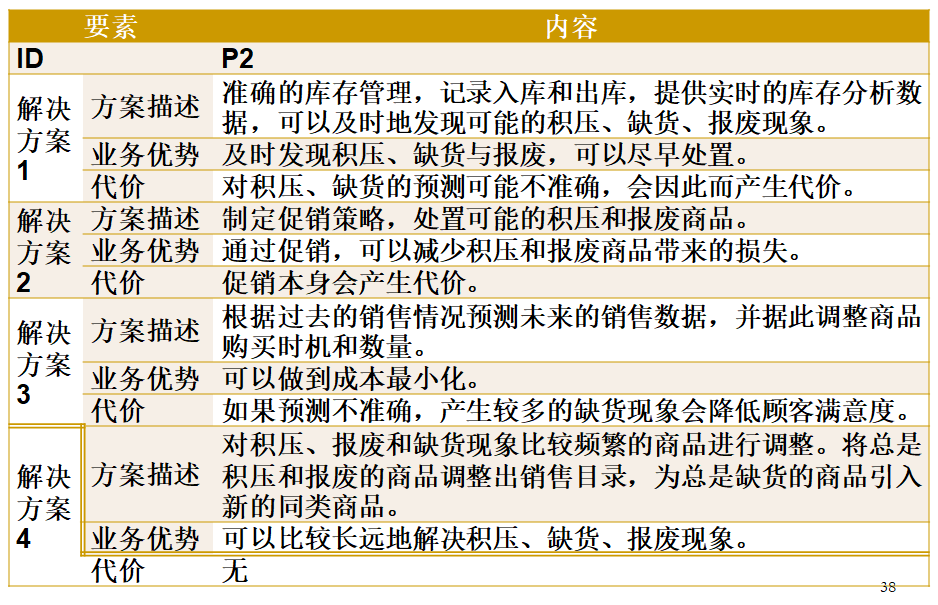 要素 内容
ID P2
解决方案1 方案描述 准确的库存管理，记录入库和出库，提供实时的库存分析数
据，可以及时地发现可能的积压、缺货、报废现象。
业务优势 及时发现积压、缺货与报废，可以尽早处置。
代价 对积压、缺货的预测可能不准确，会因此而产生代价。
解决方案2 方案描述 制定促销策略，处置可能的积压和报废商品。
业务优势 通过促销，可以减少积压和报废商品带来的损失。
代价 促销本身会产生代价。
解决方案3 方案描述 根据过去的销售情况预测未来的销售数据，并据此调整商品
购买时机和数量。
业务优势 可以做到成本最小化。
代价 如果预测不准确，产生较多的缺货现象会降低顾客满意度。
解决方案4 方案描述 对积压、报废和缺货现象比较频繁的商品进行调整。将总是
积压和报废的商品调整出销售目录，为总是缺货的商品引入
新的同类商品。
业务优势 可以比较长远地解决积压、缺货、报废现象。
代价 无
38